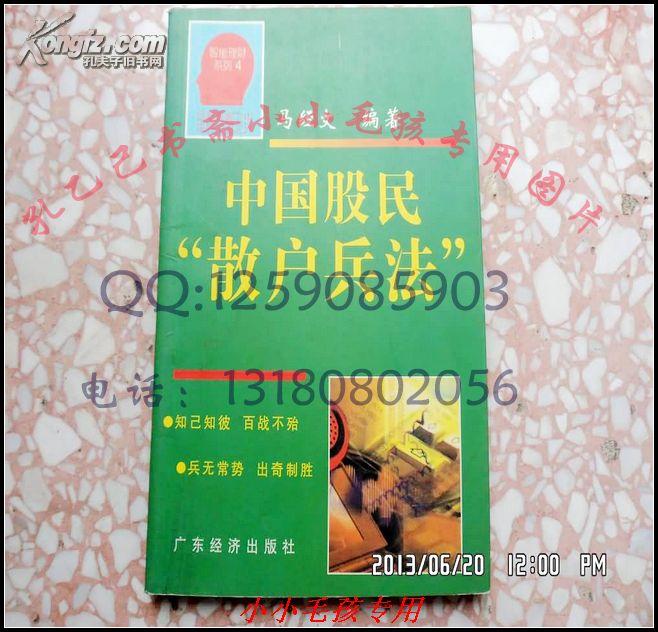 Kongfz.com
孔夫子旧书网
智能理财
系列4
冯经文 编著
孔乙己书斋小小毛孩专用图片
中国股民
“散户兵法”
QQ:1259085903
电话：13180802056
●知己知彼 百战不殆
●兵无常势 出奇制胜
广东经济出版社
2013/06/20 12:00 PM
小小毛孩专用